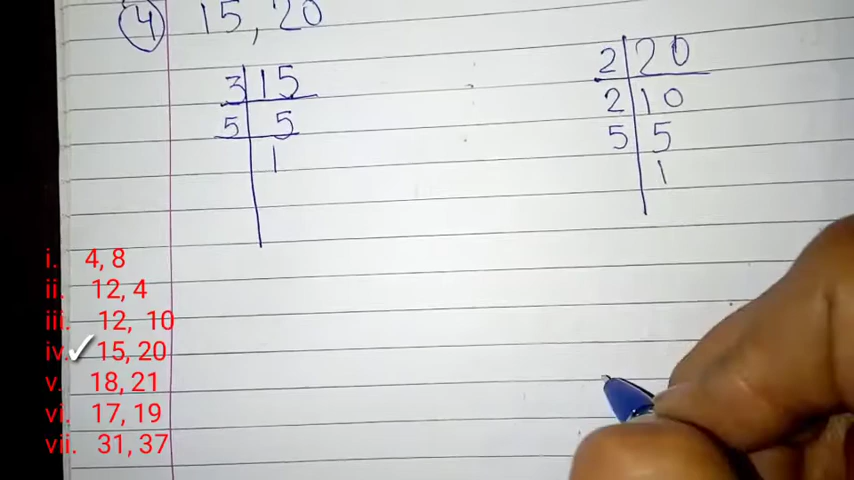 4 15, 20
3 15
5 5
1
2 20
2 10
5 5
1
i. 4, 8
ii. 12, 4
iii. 12, 10
iv. ✓ 15, 20
v. 18, 21
vi. 17, 19
vii. 31, 37